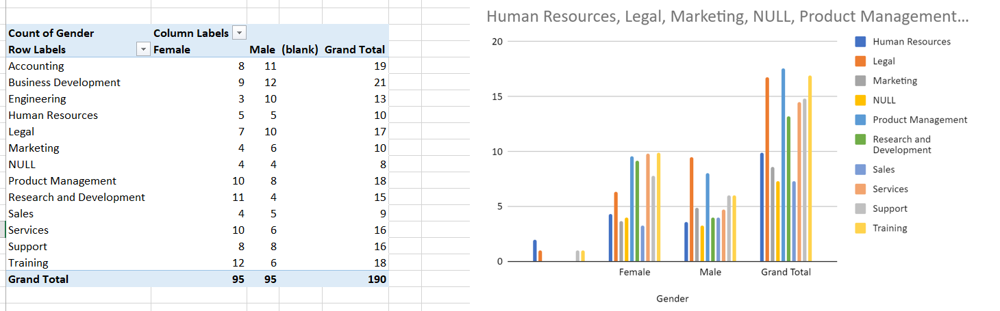 Count of Gender Column Labels
Row Labels Female Male (blank) Grand Total
Accounting 8 11 19
Business Development 9 12 21
Engineering 3 10 13
Human Resources 5 5 10
Legal 7 10 17
Marketing 4 6 10
NULL 4 4 8
Product Management 10 8 18
Research and Development 11 4 15
Sales 4 5 9
Services 10 6 16
Support 8 8 16
Training 12 6 18
Grand Total 95 95 190
Human Resources, Legal, Marketing, NULL, Product Management...
20
15
10
5
0
Female Male Grand Total
Gender
Human Resources
Legal
Marketing
NULL
Product Management
Research and
Development
Sales
Services
Support
Training